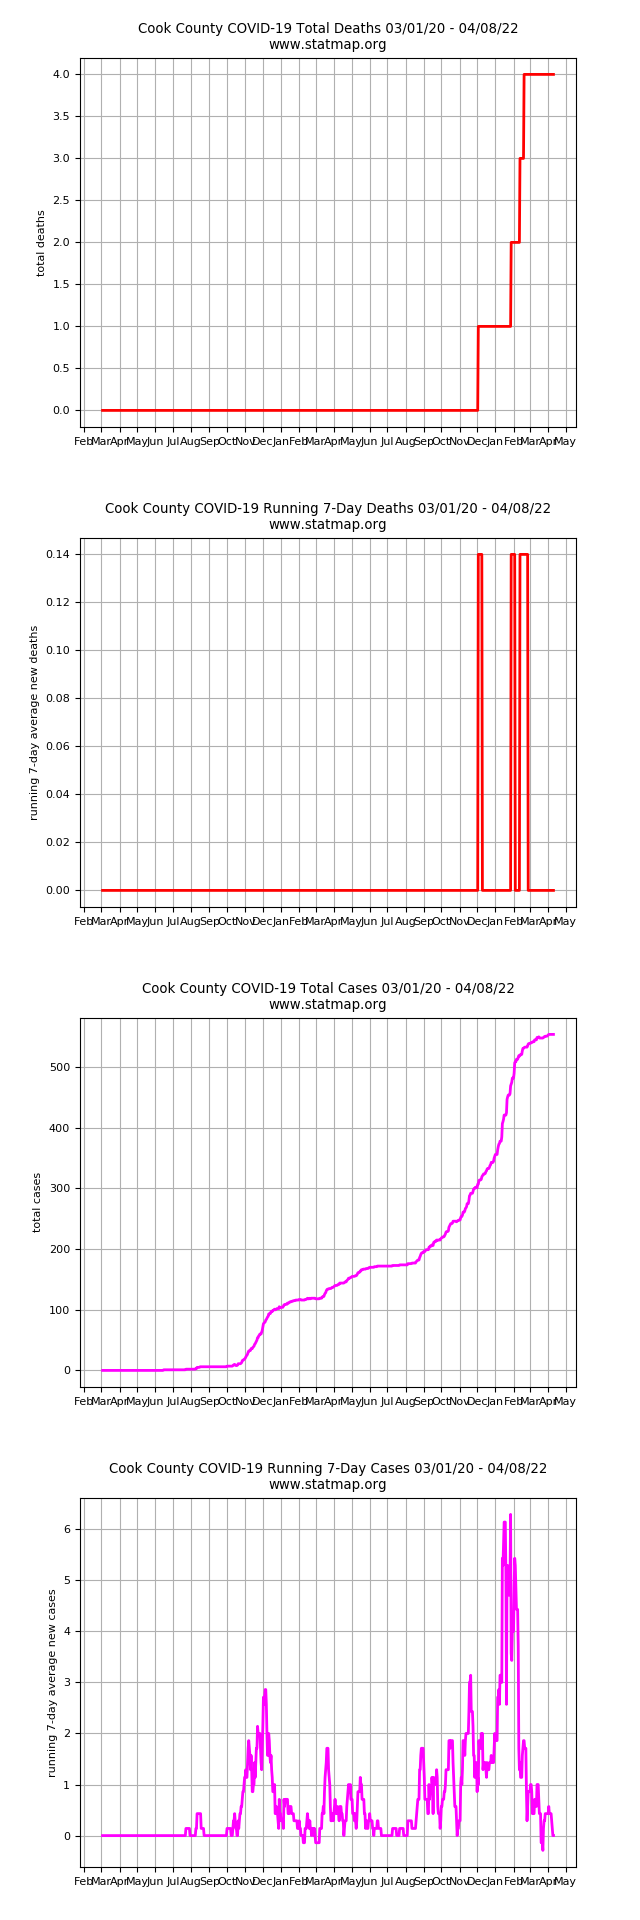 Cook County COVID-19 Total Deaths 03/01/20 - 04/08/22
www.statmap.org
4.0
3.5
3.0
2.5
2.0
1.5
1.0
0.5
0.0
total deaths
Feb Mar Apr May Jun Jul Aug Sep Oct Nov Dec Jan Feb Mar Apr May Jun Jul Aug Sep Oct Nov Dec Jan Feb Mar Apr May
Cook County COVID-19 Running 7-Day Deaths 03/01/20 - 04/08/22
www.statmap.org
0.14
0.12
0.10
0.08
0.06
0.04
0.02
0.00
running 7-day average new deaths
Feb Mar Apr May Jun Jul Aug Sep Oct Nov Dec Jan Feb Mar Apr May Jun Jul Aug Sep Oct Nov Dec Jan Feb Mar Apr May
Cook County COVID-19 Total Cases 03/01/20 - 04/08/22
www.statmap.org
500
400
300
200
100
0
total cases
Feb Mar Apr May Jun Jul Aug Sep Oct Nov Dec Jan Feb Mar Apr May Jun Jul Aug Sep Oct Nov Dec Jan Feb Mar Apr May
Cook County COVID-19 Running 7-Day Cases 03/01/20 - 04/08/22
www.statmap.org
6
5
4
3
2
1
0
running 7-day average new cases
Feb Mar Apr May Jun Jul Aug Sep Oct Nov Dec Jan Feb Mar Apr May Jun Jul Aug Sep Oct Nov Dec Jan Feb Mar Apr May